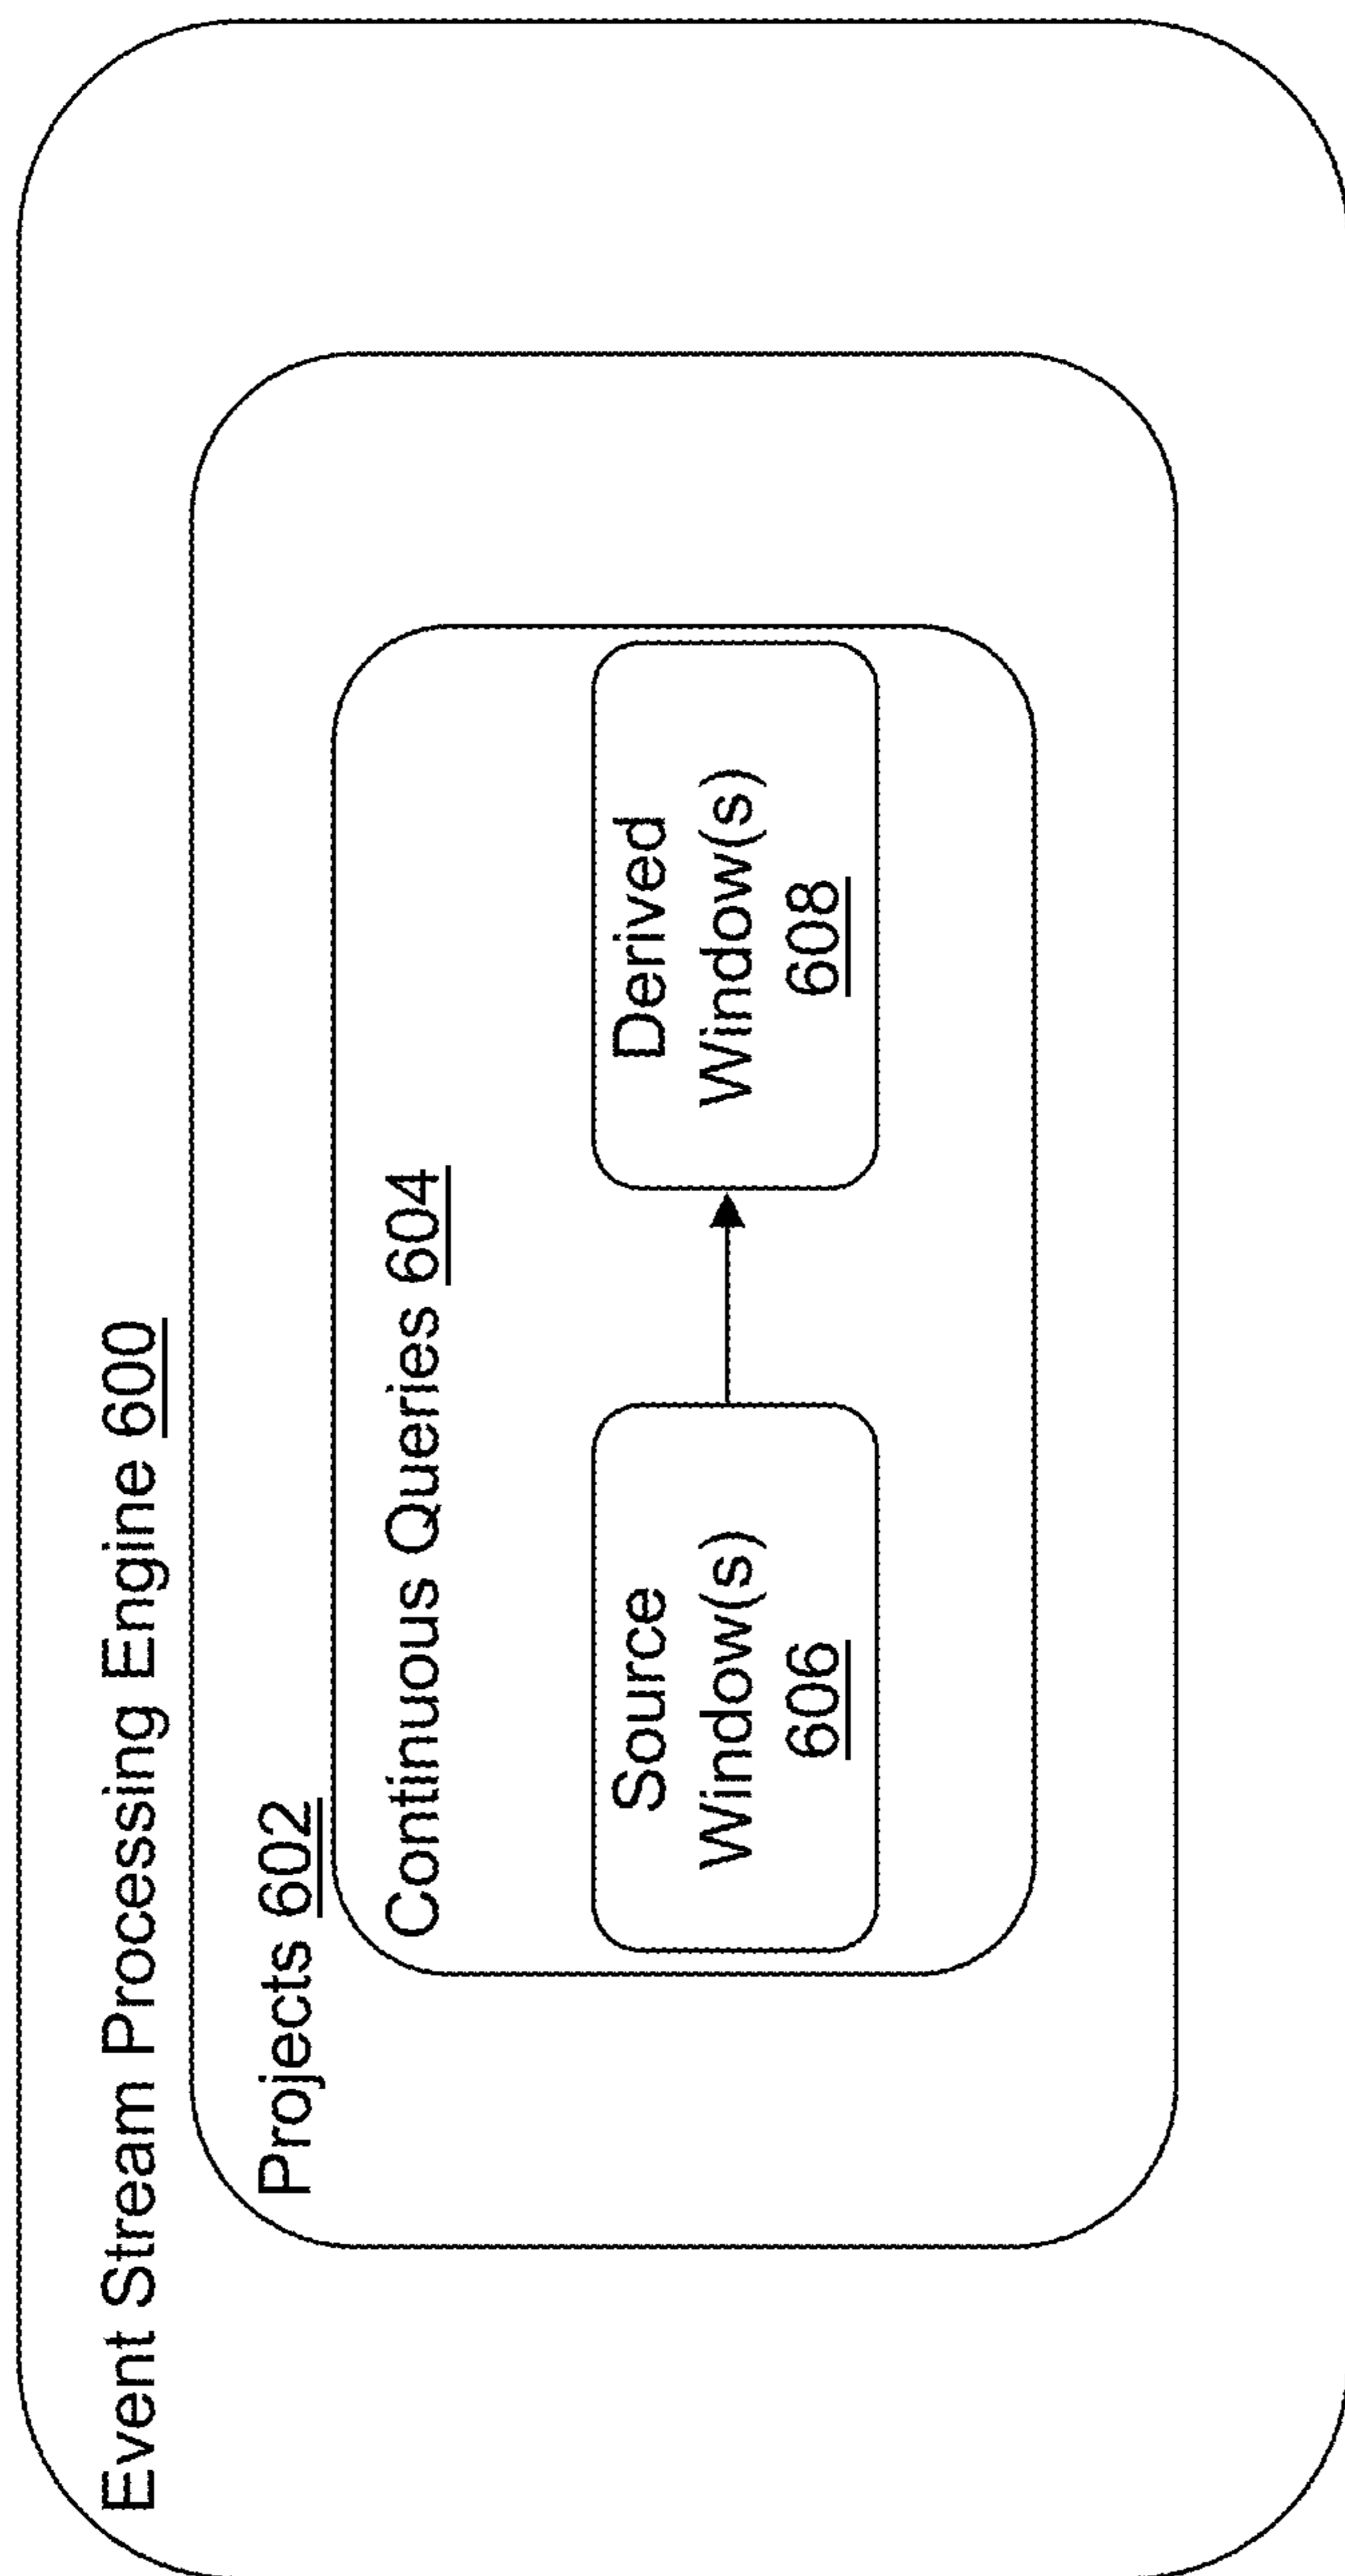 Event Stream Processing Engine 600
Projects 602
Continuous Queries 604
Source
Window(s)
606
Derived
Window(s)
608